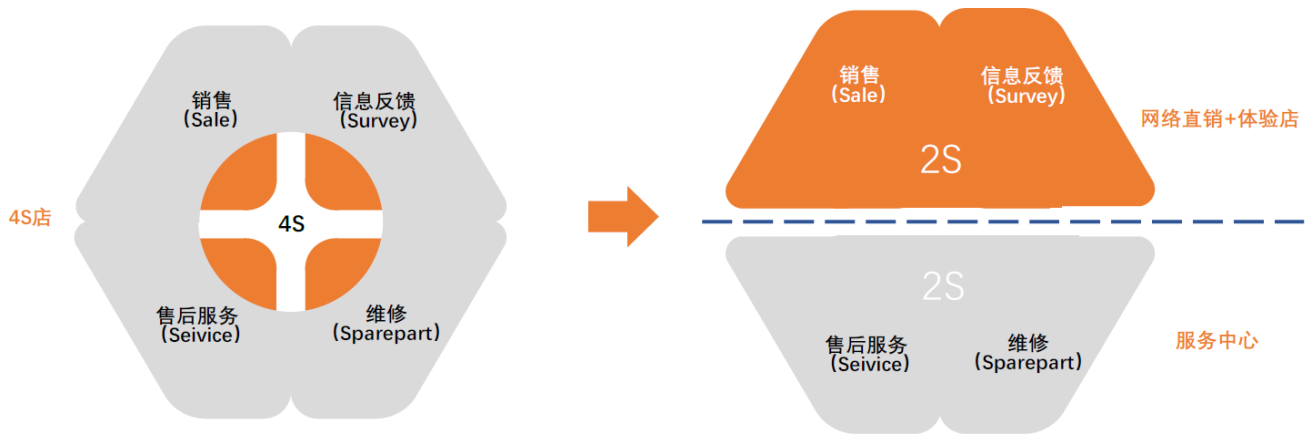 销售
(Sale)
信息反馈
(Survey)
4S店
4S
售后服务
(Seivice)
维修
(Sparepart)
销售
(Sale)
信息反馈
(Survey)
网络直销+体验店
2S
2S
售后服务
(Seivice)
维修
(Sparepart)
服务中心